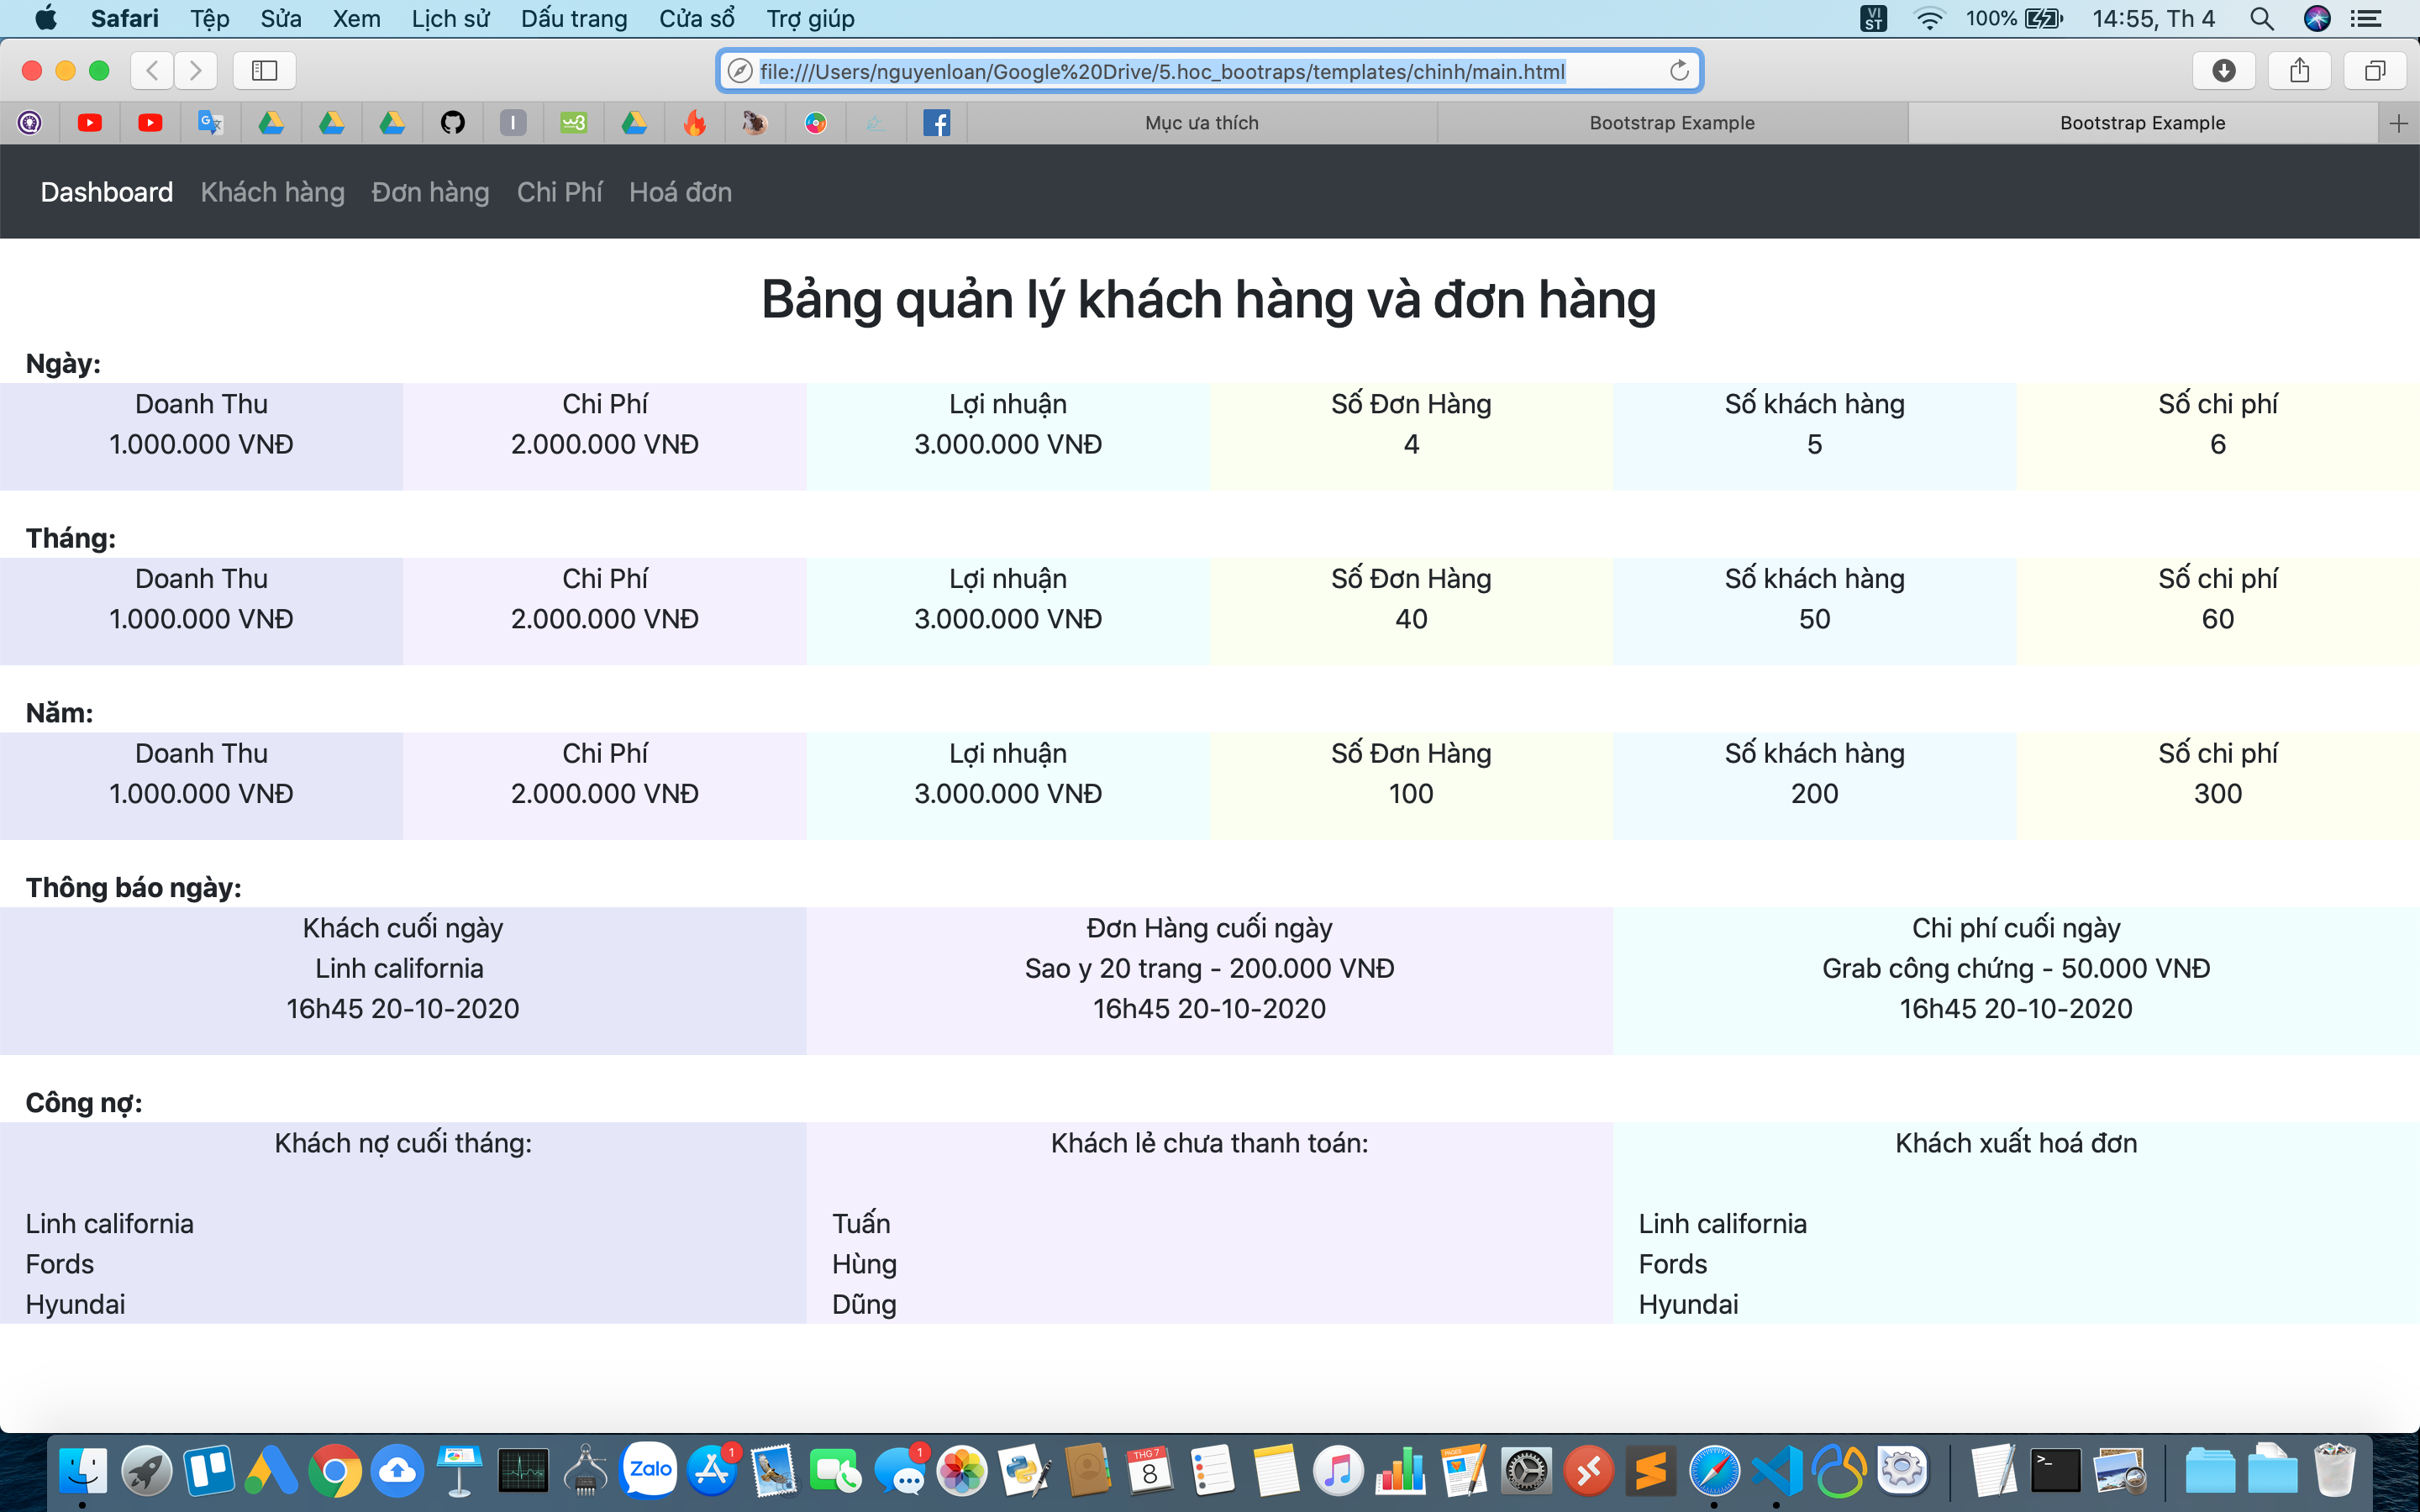 Safari Tệp Sửa Xem Lịch sử Dấu trang Cửa sổ Trợ giúp VI ST 100% 14:55, Th 4
file:///Users/nguyenloan/Google%20Drive/5.hoc_bootraps/templates/chinh/main.html
G I w3 f Mục ưa thích Bootstrap Example Bootstrap Example
Dashboard Khách hàng Đơn hàng Chi Phí Hoá đơn
Bảng quản lý khách hàng và đơn hàng
Ngày:
Doanh Thu Chi Phí Lợi nhuận Số Đơn Hàng Số khách hàng Số chi phí
1.000.000 VNĐ 2.000.000 VNĐ 3.000.000 VNĐ 4 5 6
Tháng:
Doanh Thu Chi Phí Lợi nhuận Số Đơn Hàng Số khách hàng Số chi phí
1.000.000 VNĐ 2.000.000 VNĐ 3.000.000 VNĐ 40 50 60
Năm:
Doanh Thu Chi Phí Lợi nhuận Số Đơn Hàng Số khách hàng Số chi phí
1.000.000 VNĐ 2.000.000 VNĐ 3.000.000 VNĐ 100 200 300
Thông báo ngày:
Khách cuối ngày Đơn Hàng cuối ngày Chi phí cuối ngày
Linh california Sao y 20 trang - 200.000 VNĐ Grab công chứng - 50.000 VNĐ
16h45 20-10-2020 16h45 20-10-2020 16h45 20-10-2020
Công nợ:
Khách nợ cuối tháng: Khách lẻ chưa thanh toán: Khách xuất hoá đơn
Linh california Tuấn Linh california
Fords Hùng Fords
Hyundai Dũng Hyundai
Zalo 1 1 THG 7 8 PAGES >_